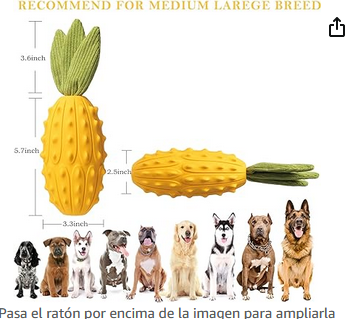 RECOMMEND FOR MEDIUM LAREGE BREED
3.6inch
5.7inch
2.5inch
3.3inch
Pasa el ratón por encima de la imagen para ampliarla